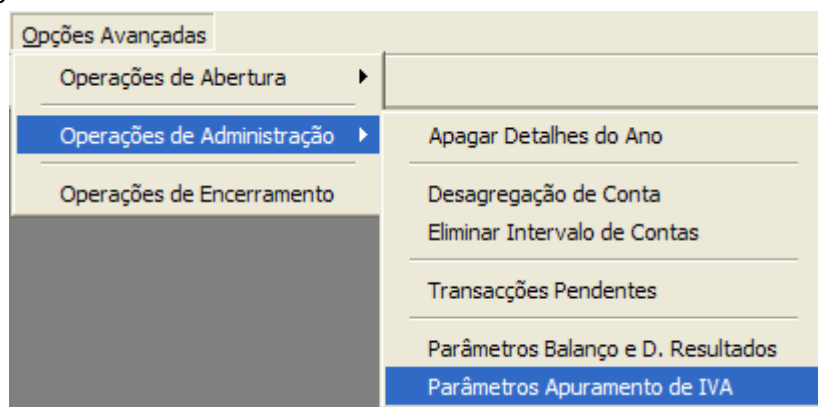 Opções Avançadas
Operações de Abertura
Operações de Administração
Operações de Encerramento
Apagar Detalhes do Ano
Desagregação de Conta
Eliminar Intervalo de Contas
Transacções Pendentes
Parâmetros Balanço e D. Resultados
Parâmetros Apuramento de IVA